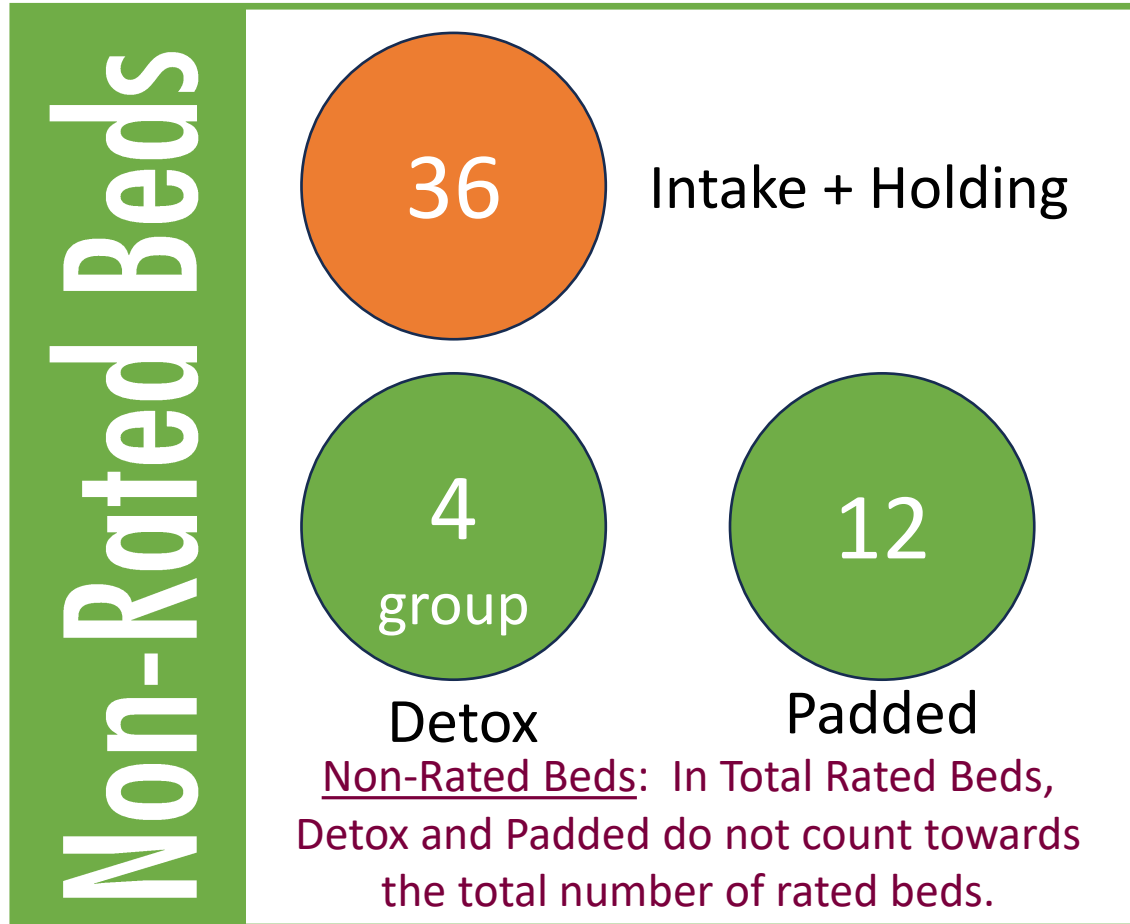 Non-Rated Beds
36
Intake + Holding
4
group
Detox
12
Padded
Non-Rated Beds:  In Total Rated Beds,
Detox and Padded do not count towards
the total number of rated beds.